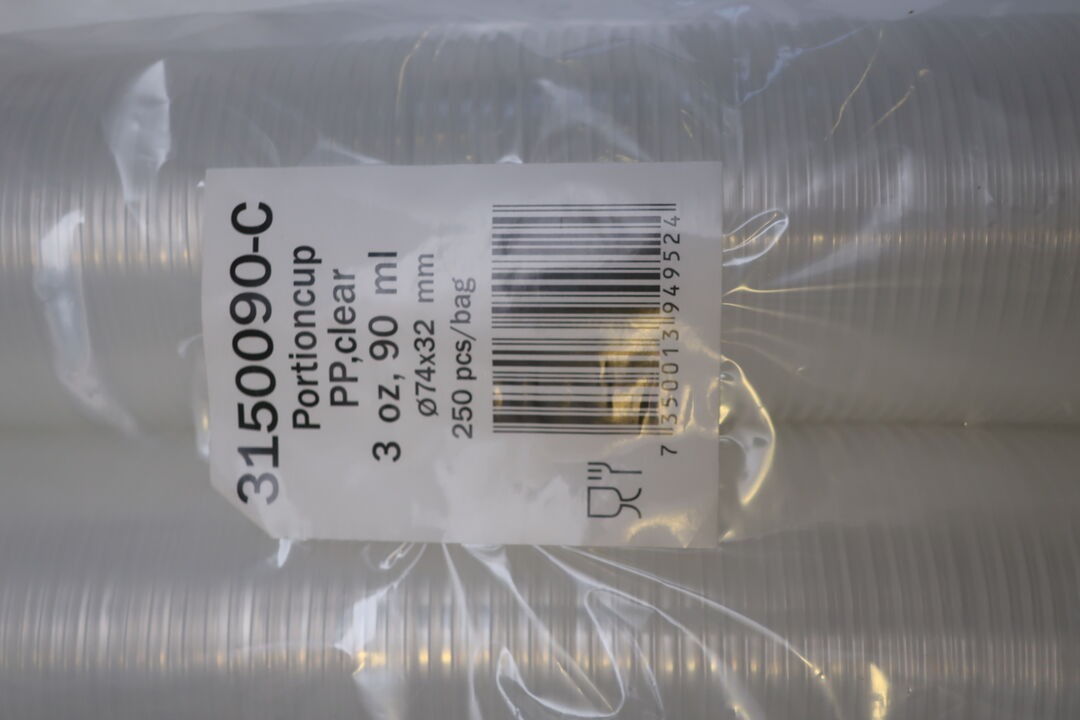 3150090-C
Portioncup
PP,clear
3 oz, 90 ml
ø74x32 mm
250 pcs/bag
7 350013 949524